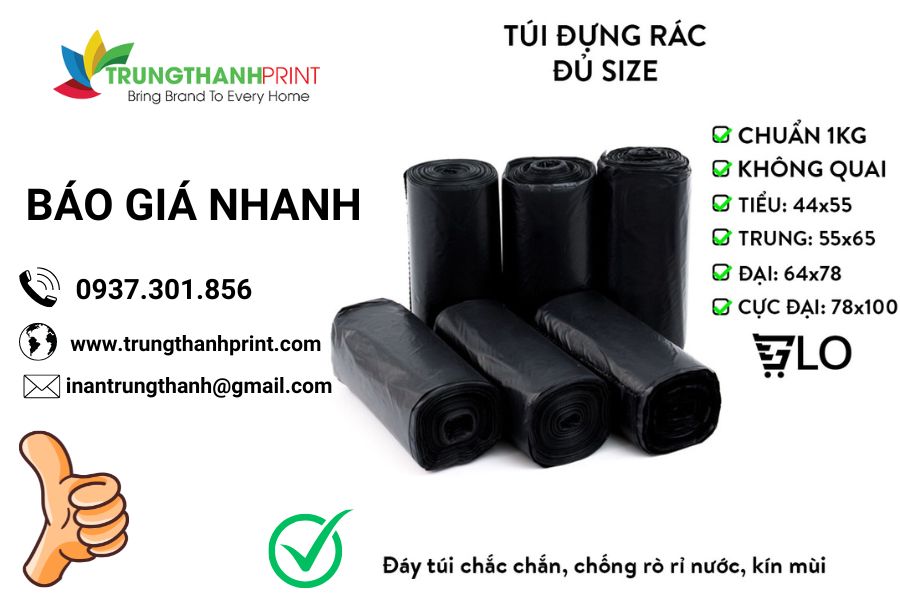 TRUNGTHANHPRINT
Bring Brand To Every Home
TÚI ĐỰNG RÁC
ĐỦ SIZE
BÁO GIÁ NHANH
0937.301.856
www.trungthanhprint.com
inantrungthanh@gmail.com
CHUẨN 1KG
KHÔNG QUAI
TIỂU: 44x55
TRUNG: 55x65
ĐẠI: 64x78
CỰC ĐẠI: 78x100
LO
Đáy túi chắc chắn, chống rò rỉ nước, kín mùi